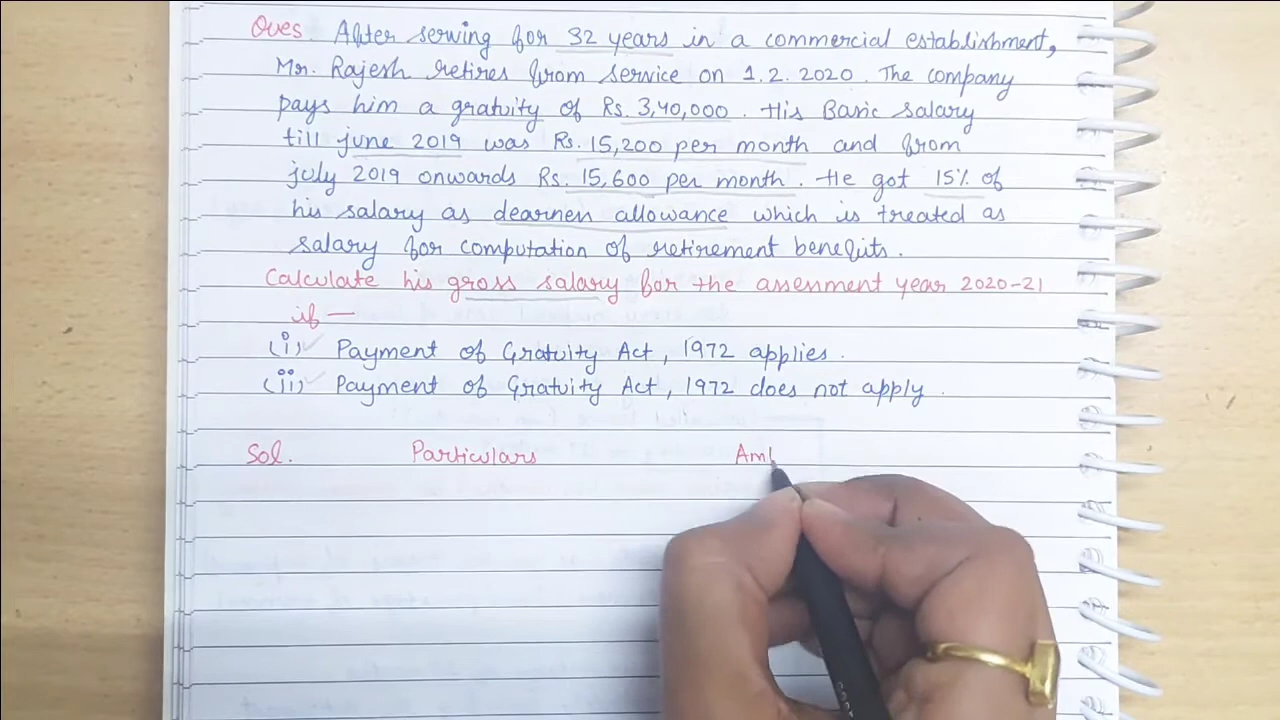 Ques. After serving for 32 years in a commercial establishment,
Mr. Rajesh retires from service on 1.2.2020. The company
pays him a gratuity of Rs. 3,40,000. His Basic salary
till june 2019 was Rs. 15,200 per month and from
july 2019 onwards Rs. 15,600 per month. He got 15% of
his salary as dearness allowance which is treated as
salary for computation of retirement benefits.
Calculate his gross salary for the assessment year 2020-21
if —
(i) Payment of Gratuity Act, 1972 applies.
(ii) Payment of Gratuity Act, 1972 does not apply.
Sol. Particulars Amt